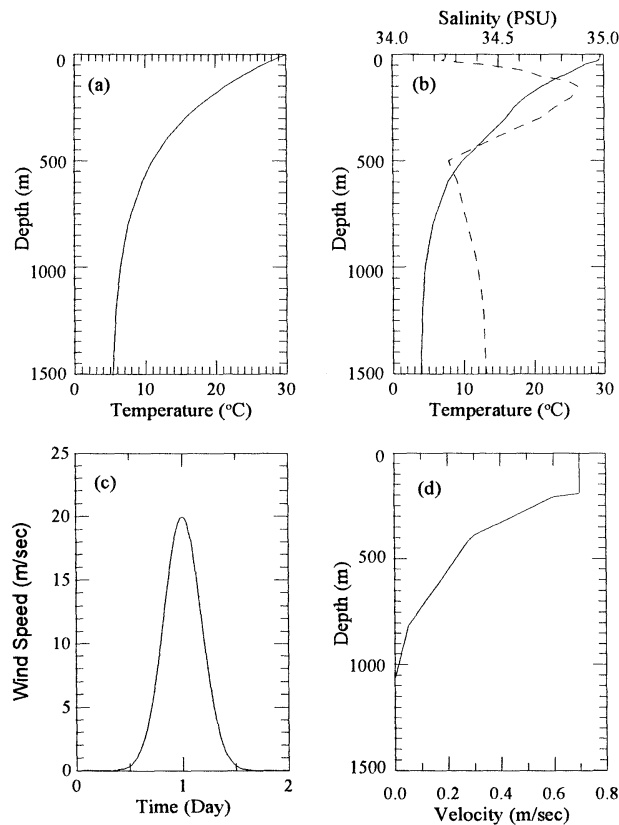 Salinity (PSU)
34.0 34.5 35.0
0
500
1000
1500
Depth (m)
(a)
0 10 20 30
Temperature (°C)
0
500
1000
1500
Depth (m)
(b)
0 10 20 30
Temperature (°C)
25
20
15
10
5
0
Wind Speed (m/sec)
(c)
0 1 2
Time (Day)
0
500
1000
1500
Depth (m)
(d)
0.0 0.2 0.4 0.6 0.8
Velocity (m/sec)